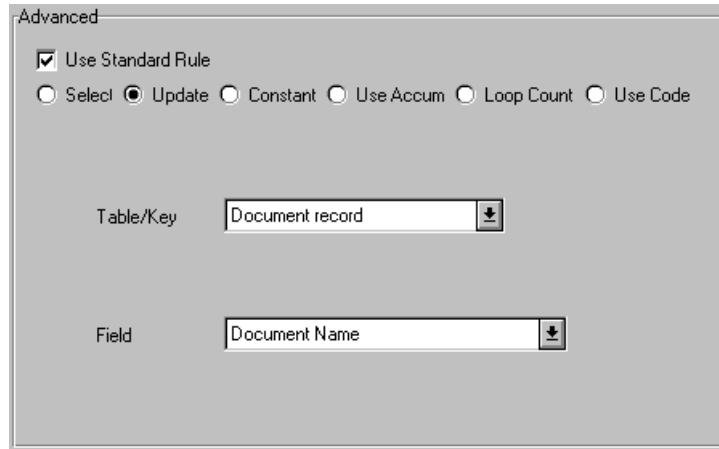 Advanced
Use Standard Rule
Select Update Constant Use Accum Loop Count Use Code
Table/Key Document record
Field Document Name